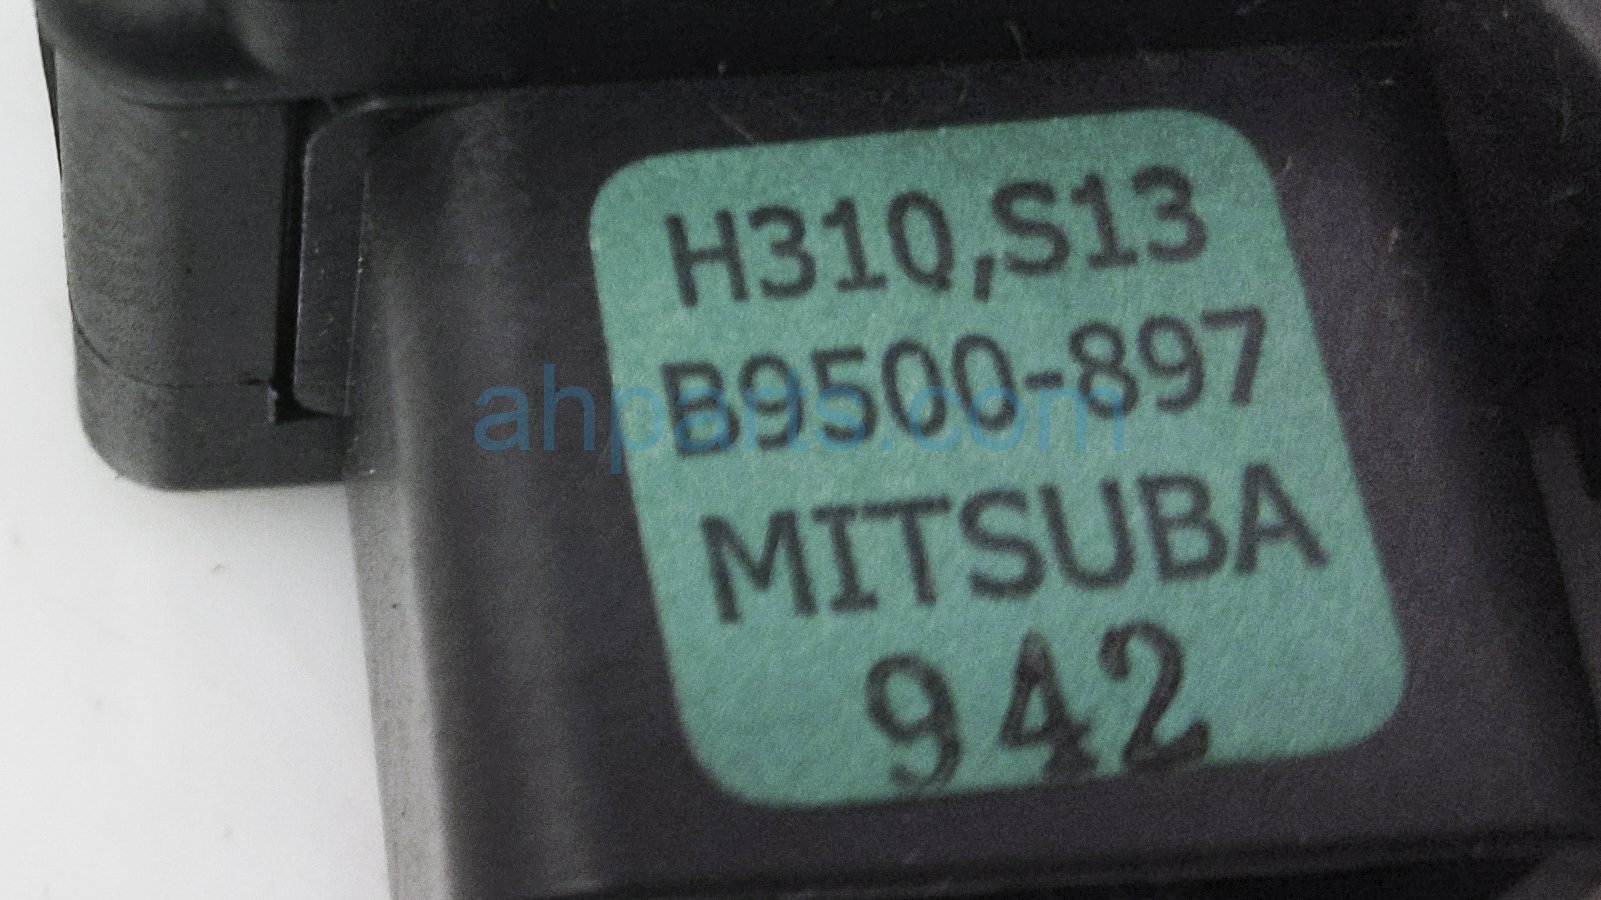 H310,S13
B9500-897
ahparts.com
MITSUBA
942